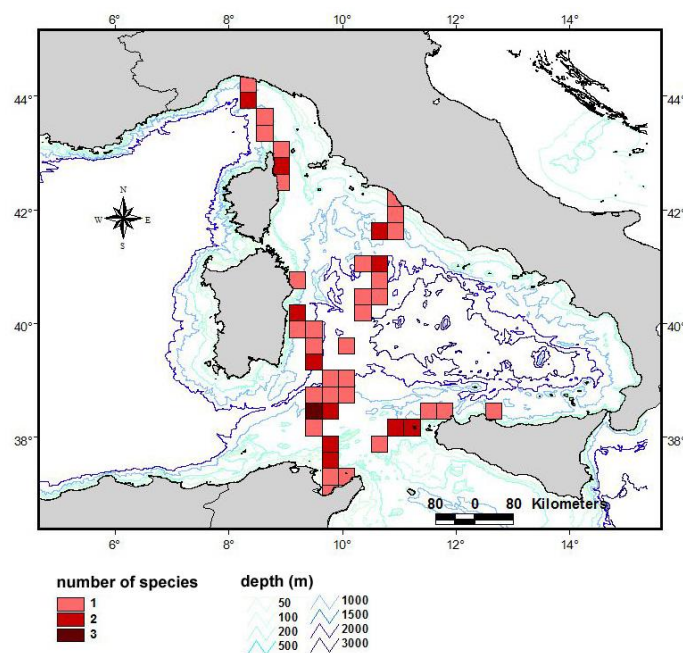 6° 8° 10° 12° 14°
44° 44°
N
W E
S
42° 42°
40° 40°
38° 38°
80 0 80 Kilometers
6° 8° 10° 12° 14°
number of species depth (m)
1 50 1000
2 100 1500
3 200 2000
500 3000